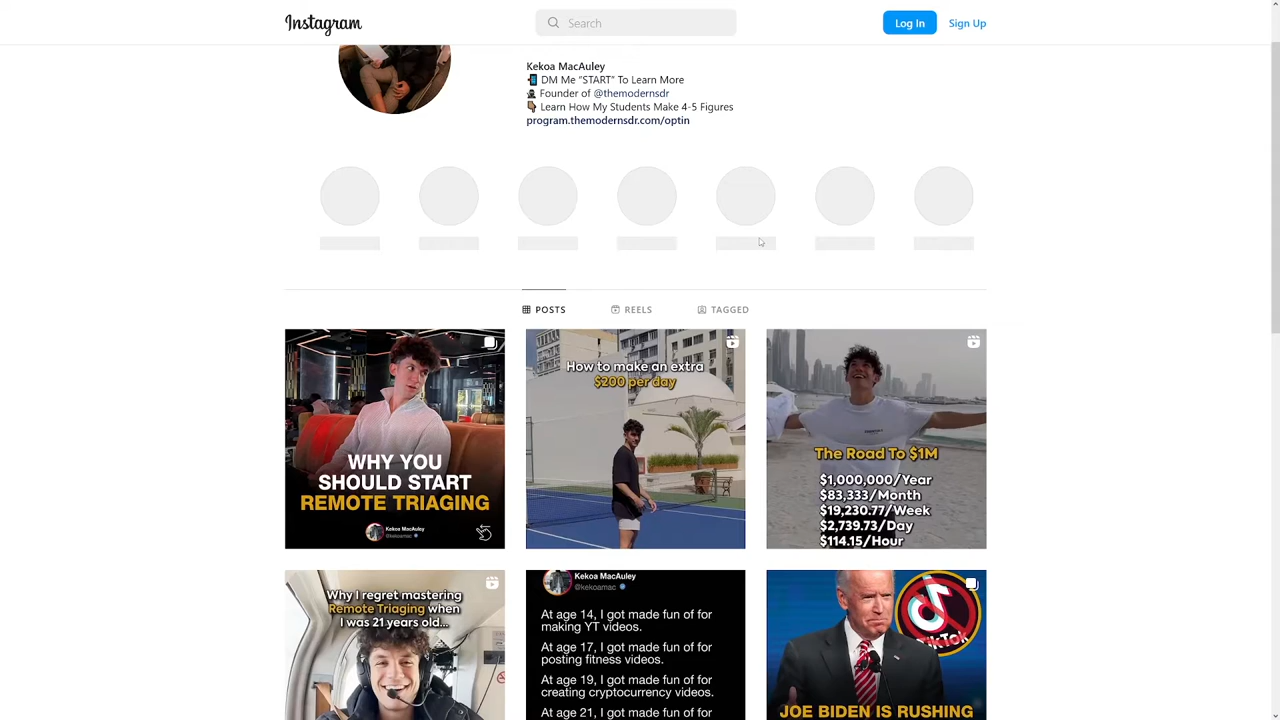 Instagram
Search
Log In
Sign Up
Kekoa MacAuley
DM Me “START” To Learn More
Founder of @themodernsdr
Learn How My Students Make 4-5 Figures
program.themodernsdr.com/optin
POSTS
REELS
TAGGED
WHY YOU
SHOULD START
REMOTE TRIAGING
Kekoa MacAuley
@kekoamac
How to make an extra
$200 per day
The Road To $1M
$1,000,000/Year
$83,333/Month
$19,230.77/Week
$2,739.73/Day
$114.15/Hour
Why I regret mastering
Remote Triaging when
I was 21 years old...
Kekoa MacAuley
@kekoamac
At age 14, I got made fun of for
making YT videos.
At age 17, I got made fun of for
posting fitness videos.
At age 19, I got made fun of for
creating cryptocurrency videos.
At age 21, I got made fun of for
JOE BIDEN IS RUSHING